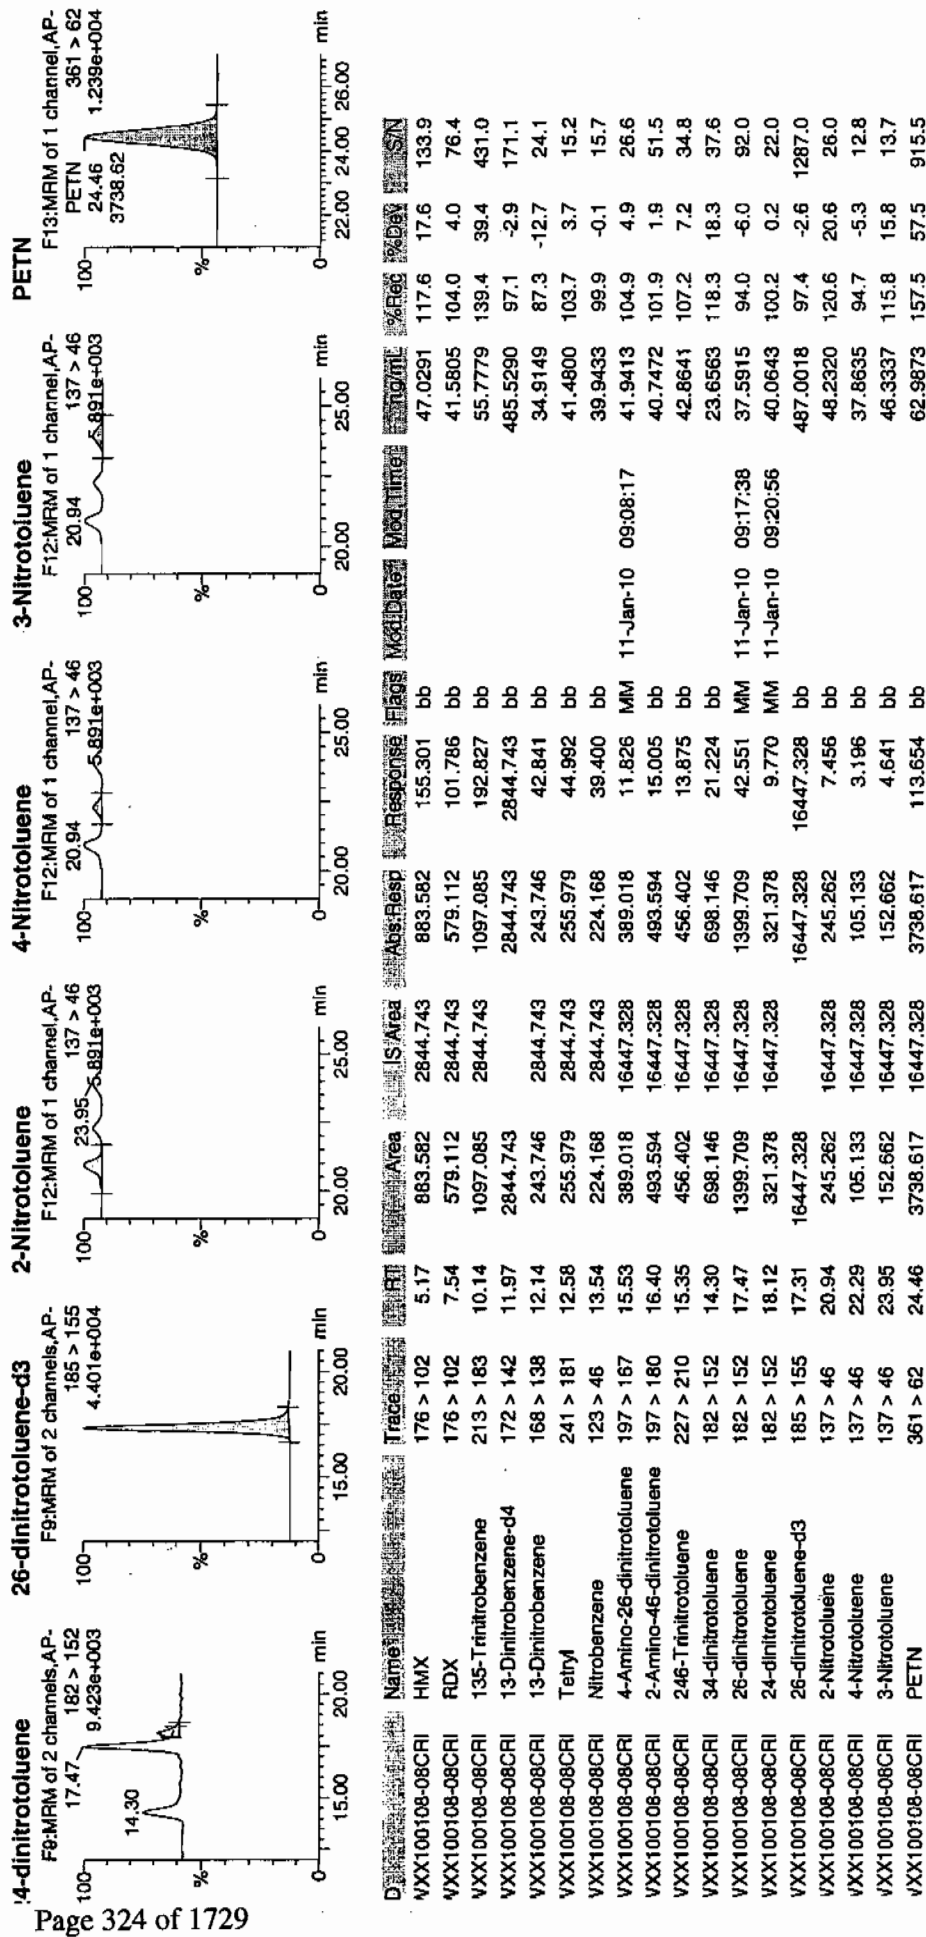 24-dinitrotoluene
F8:MRM of 2 channels,AP-
182 > 152
9.423e+003
17.47
14.30
100
%
0
15.00 20.00 min
26-dinitrotoluene-d3
F9:MRM of 2 channels,AP-
185 > 155
4.401e+004
100
%
0
15.00 20.00 min
2-Nitrotoluene
F12:MRM of 1 channel,AP-
137 > 46
5.891e+003
23.95
100
%
0
20.00 25.00 min
4-Nitrotoluene
F12:MRM of 1 channel,AP-
137 > 46
5.891e+003
20.94
100
%
0
20.00 25.00 min
3-Nitrotoluene
F12:MRM of 1 channel,AP-
137 > 46
5.891e+003
20.94
100
%
0
20.00 25.00 min
PETN
F13:MRM of 1 channel,AP-
361 > 62
1.239e+004
PETN
24.46
3738.62
100
%
0
22.00 24.00 26.00 min
Name Trace RT Area IS Area Abs.Resp Response Flags Mod.Date Mod.Time ng/mL %Rec %Dev S/N
VXX100108-08CRI HMX 176 > 102 5.17 883.582 2844.743 883.582 155.301 bb 47.0291 117.6 17.6 133.9
VXX100108-08CRI RDX 176 > 102 7.54 579.112 2844.743 579.112 101.786 bb 41.5805 104.0 4.0 76.4
VXX100108-08CRI 135-Trinitrobenzene 213 > 183 10.14 1097.085 2844.743 1097.085 192.827 bb 55.7779 139.4 39.4 431.0
VXX100108-08CRI 13-Dinitrobenzene-d4 172 > 142 11.97 2844.743 2844.743 2844.743 bb 485.5290 97.1 -2.9 171.1
VXX100108-08CRI 13-Dinitrobenzene 168 > 138 12.14 243.746 2844.743 243.746 42.841 bb 34.9149 87.3 -12.7 24.1
VXX100108-08CRI Tetryl 241 > 181 12.58 255.979 2844.743 255.979 44.992 bb 41.4800 103.7 3.7 15.2
VXX100108-08CRI Nitrobenzene 123 > 46 13.54 224.168 2844.743 224.168 39.400 bb 39.9433 99.9 -0.1 15.7
VXX100108-08CRI 4-Amino-26-dinitrotoluene 197 > 167 15.53 389.018 16447.328 389.018 11.826 MM 11-Jan-10 09:08:17 41.9413 104.9 4.9 26.6
VXX100108-08CRI 2-Amino-46-dinitrotoluene 197 > 180 16.40 493.594 16447.328 493.594 15.005 bb 40.7472 101.9 1.9 51.5
VXX100108-08CRI 246-Trinitrotoluene 227 > 210 15.35 456.402 16447.328 456.402 13.875 bb 42.8641 107.2 7.2 34.8
VXX100108-08CRI 34-dinitrotoluene 182 > 152 14.30 698.146 16447.328 698.146 21.224 bb 23.6563 118.3 18.3 37.6
VXX100108-08CRI 26-dinitrotoluene 182 > 152 17.47 1399.709 16447.328 1399.709 42.551 MM 11-Jan-10 09:17:38 37.5915 94.0 -6.0 92.0
VXX100108-08CRI 24-dinitrotoluene 182 > 152 18.12 321.378 16447.328 321.378 9.770 MM 11-Jan-10 09:20:56 40.0643 100.2 0.2 22.0
VXX100108-08CRI 26-dinitrotoluene-d3 185 > 155 17.31 16447.328 16447.328 16447.328 bb 487.0018 97.4 -2.6 1287.0
VXX100108-08CRI 2-Nitrotoluene 137 > 46 20.94 245.262 16447.328 245.262 7.456 bb 48.2320 120.6 20.6 26.0
VXX100108-08CRI 4-Nitrotoluene 137 > 46 22.29 105.133 16447.328 105.133 3.196 bb 37.8635 94.7 -5.3 12.8
VXX100108-08CRI 3-Nitrotoluene 137 > 46 23.95 152.662 16447.328 152.662 4.641 bb 46.3337 115.8 15.8 13.7
VXX100108-08CRI PETN 361 > 62 24.46 3738.617 16447.328 3738.617 113.654 bb 62.9873 157.5 57.5 915.5
Page 324 of 1729